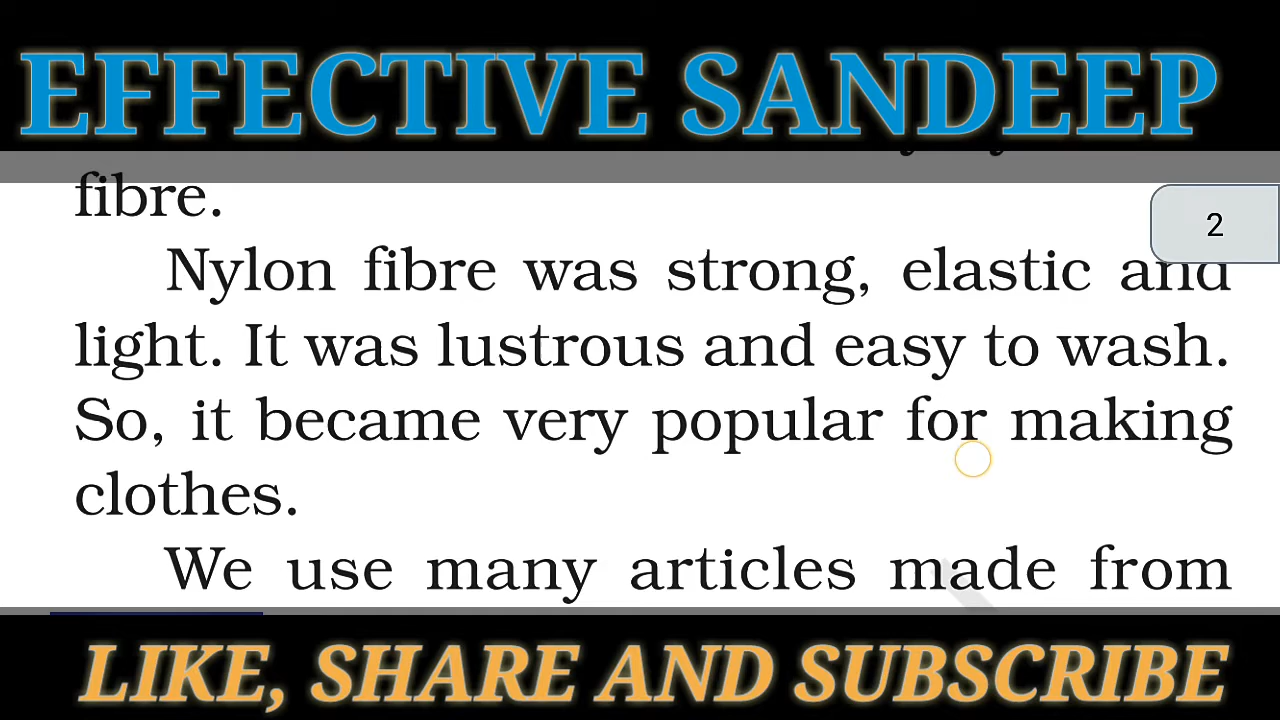 EFFECTIVE SANDEEP
fibre.
2
Nylon fibre was strong, elastic and
light. It was lustrous and easy to wash.
So, it became very popular for making
clothes.
We use many articles made from
LIKE, SHARE AND SUBSCRIBE